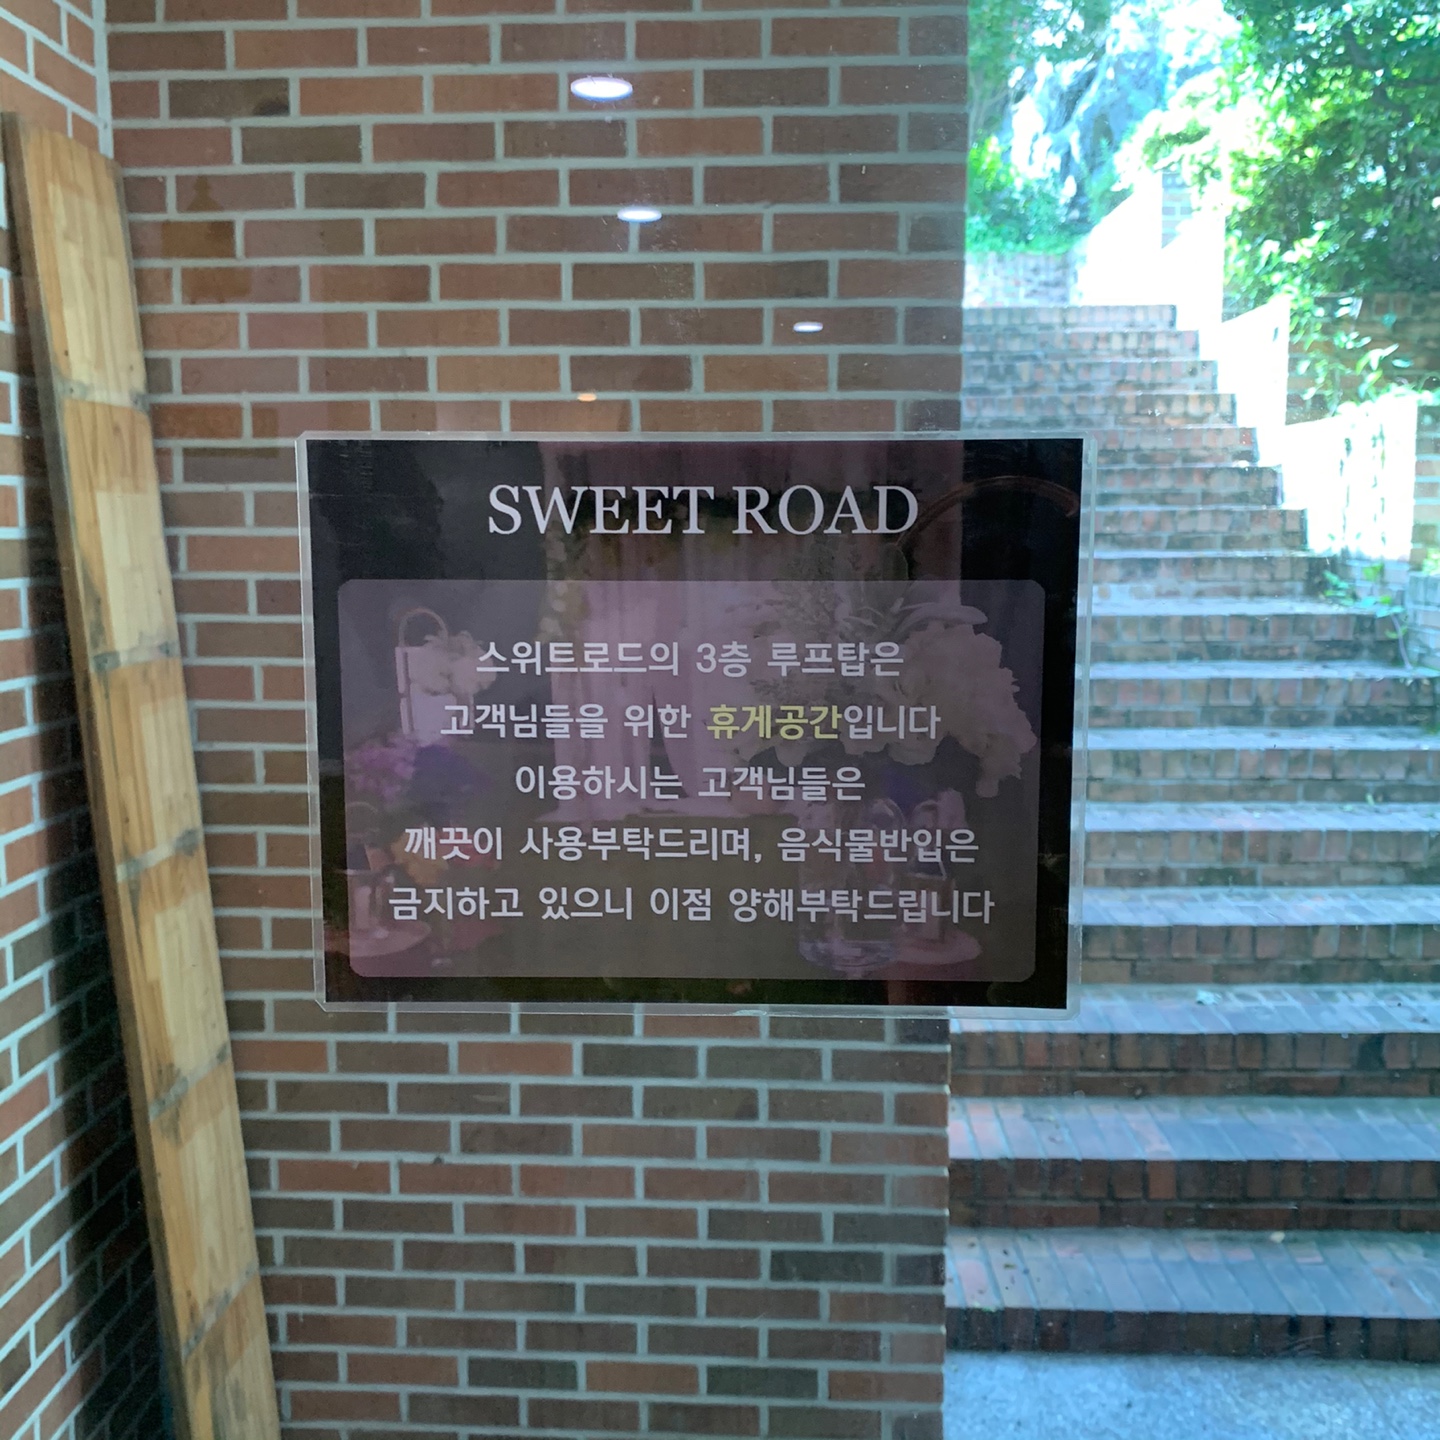 SWEET ROAD
스위트로드의 3층 루프탑은
고객님들을 위한 휴게공간입니다
이용하시는 고객님들은
깨끗이 사용부탁드리며, 음식물반입은
금지하고 있으니 이점 양해부탁드립니다